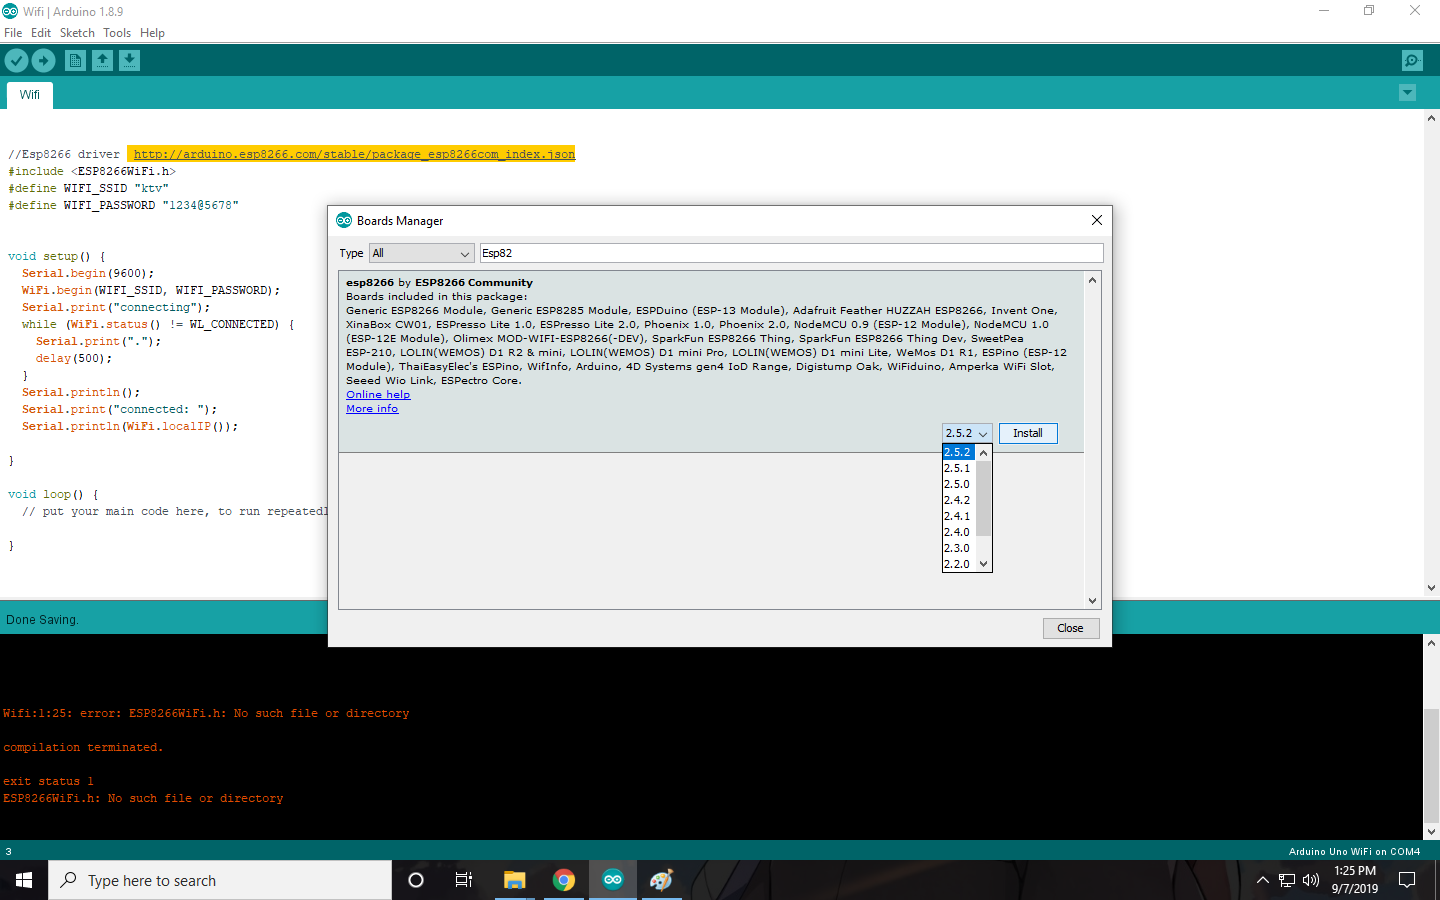 Wifi | Arduino 1.8.9
File Edit Sketch Tools Help
Wifi
//Esp8266 driver http://arduino.esp8266.com/stable/package_esp8266com_index.json
#include <ESP8266WiFi.h>
#define WIFI_SSID "ktv"
#define WIFI_PASSWORD "1234@5678"
void setup() {
Serial.begin(9600);
WiFi.begin(WIFI_SSID, WIFI_PASSWORD);
Serial.print("connecting");
while (WiFi.status() != WL_CONNECTED) {
Serial.print(".");
delay(500);
}
Serial.println();
Serial.print("connected: ");
Serial.println(WiFi.localIP());
}
void loop() {
// put your main code here, to run repeatedl
}
Boards Manager
Type All Esp82
esp8266 by ESP8266 Community
Boards included in this package:
Generic ESP8266 Module, Generic ESP8285 Module, ESPDuino (ESP-13 Module), Adafruit Feather HUZZAH ESP8266, Invent One,
XinaBox CW01, ESPresso Lite 1.0, ESPresso Lite 2.0, Phoenix 1.0, Phoenix 2.0, NodeMCU 0.9 (ESP-12 Module), NodeMCU 1.0
(ESP-12E Module), Olimex MOD-WIFI-ESP8266(-DEV), SparkFun ESP8266 Thing, SparkFun ESP8266 Thing Dev, SweetPea
ESP-210, LOLIN(WEMOS) D1 R2 & mini, LOLIN(WEMOS) D1 mini Pro, LOLIN(WEMOS) D1 mini Lite, WeMos D1 R1, ESPino (ESP-12
Module), ThaiEasyElec's ESPino, WifInfo, Arduino, 4D Systems gen4 IoD Range, Digistump Oak, WiFiduino, Amperka WiFi Slot,
Seeed Wio Link, ESPectro Core.
Online help
More info
2.5.2 Install
2.5.2
2.5.1
2.5.0
2.4.2
2.4.1
2.4.0
2.3.0
2.2.0
Close
Done Saving.
Wifi:1:25: error: ESP8266WiFi.h: No such file or directory
compilation terminated.
exit status 1
ESP8266WiFi.h: No such file or directory
3 Arduino Uno WiFi on COM4
Type here to search
1:25 PM
9/7/2019